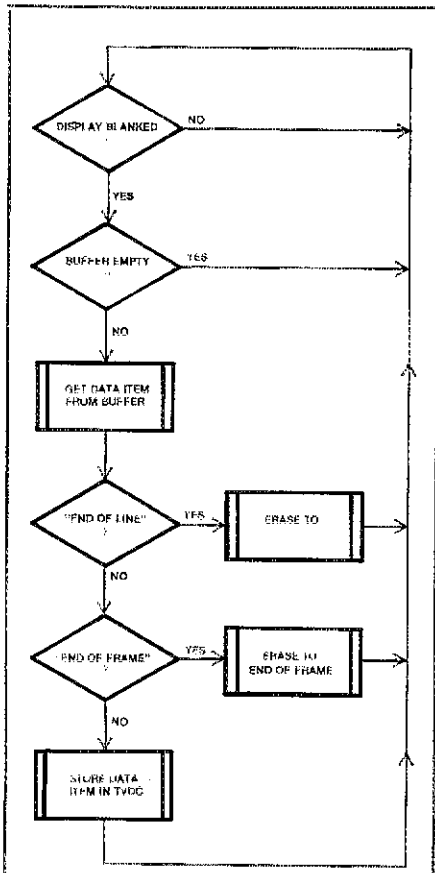 DISPLAY BLANKED
?
NO
YES
BUFFER EMPTY
?
YES
NO
GET DATA ITEM
FROM BUFFER
"END OF LINE"
?
YES
ERASE TO
NO
"END OF FRAME"
?
YES
ERASE TO
END OF FRAME
NO
STORE DATA
ITEM IN TVDC